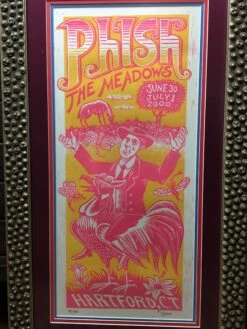 Phish
THE MEADOWS
JUNE 30
JULY 1
2000
HARTFORD, CT